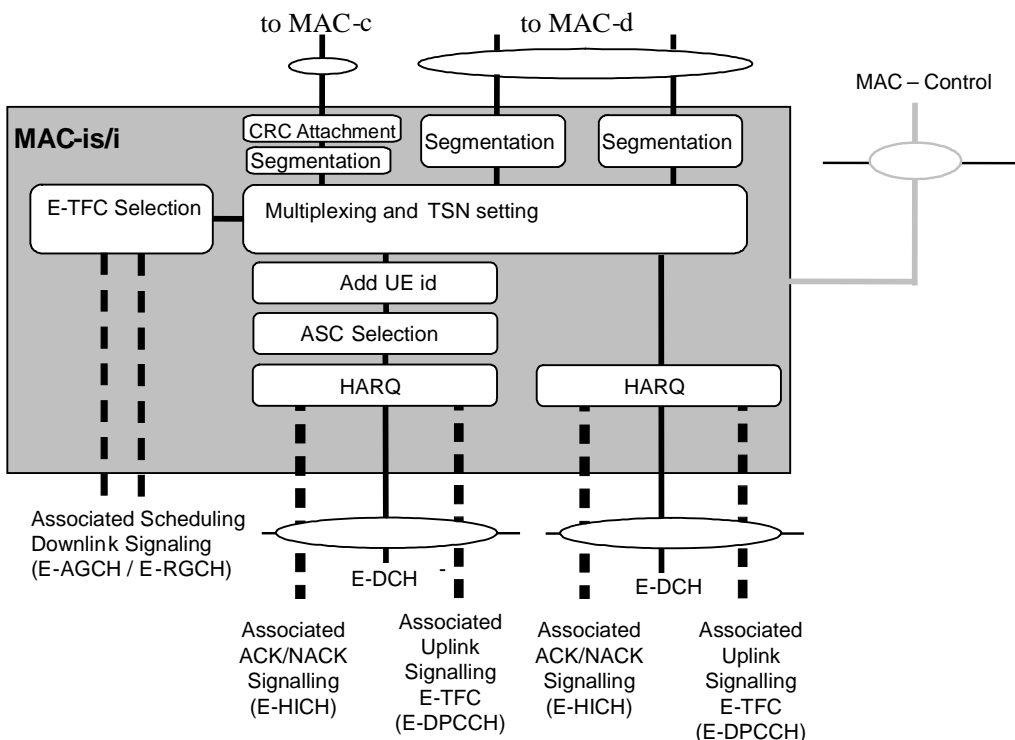 to MAC-c
to MAC-d
MAC – Control
MAC-is/i
CRC Attachment
Segmentation
Segmentation
Segmentation
E-TFC Selection
Multiplexing and TSN setting
Add UE id
ASC Selection
HARQ
HARQ
Associated Scheduling
Downlink Signaling
(E-AGCH / E-RGCH)
E-DCH
-
E-DCH
Associated
ACK/NACK
Signalling
(E-HICH)
Associated
Uplink
Signalling
E-TFC
(E-DPCCH)
Associated
ACK/NACK
Signalling
(E-HICH)
Associated
Uplink
Signalling
E-TFC
(E-DPCCH)